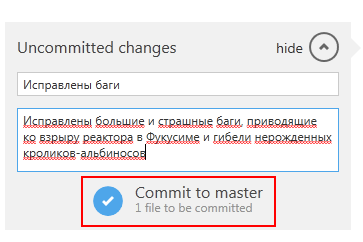 Uncommitted changes
hide
Исправлены баги
Исправлены большие и страшные баги, приводящие
ко взрыву реактора в Фукусиме и гибели нерожденных
кроликов-альбиносов
Commit to master
1 file to be committed